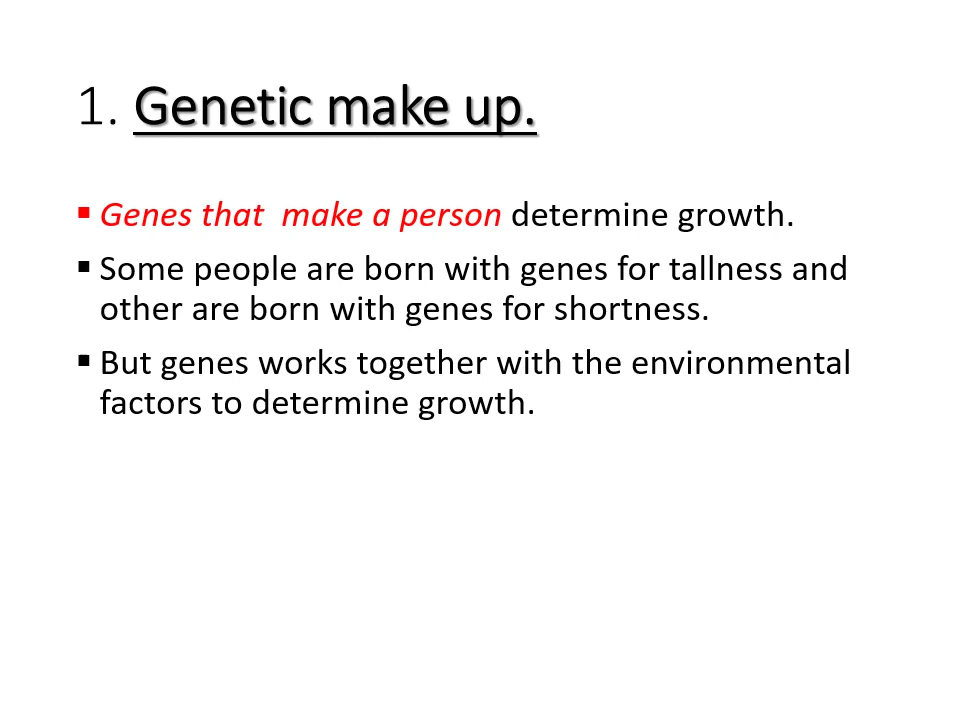 1. Genetic make up.
▪ Genes that  make a person determine growth.
▪ Some people are born with genes for tallness and
other are born with genes for shortness.
▪ But genes works together with the environmental
factors to determine growth.